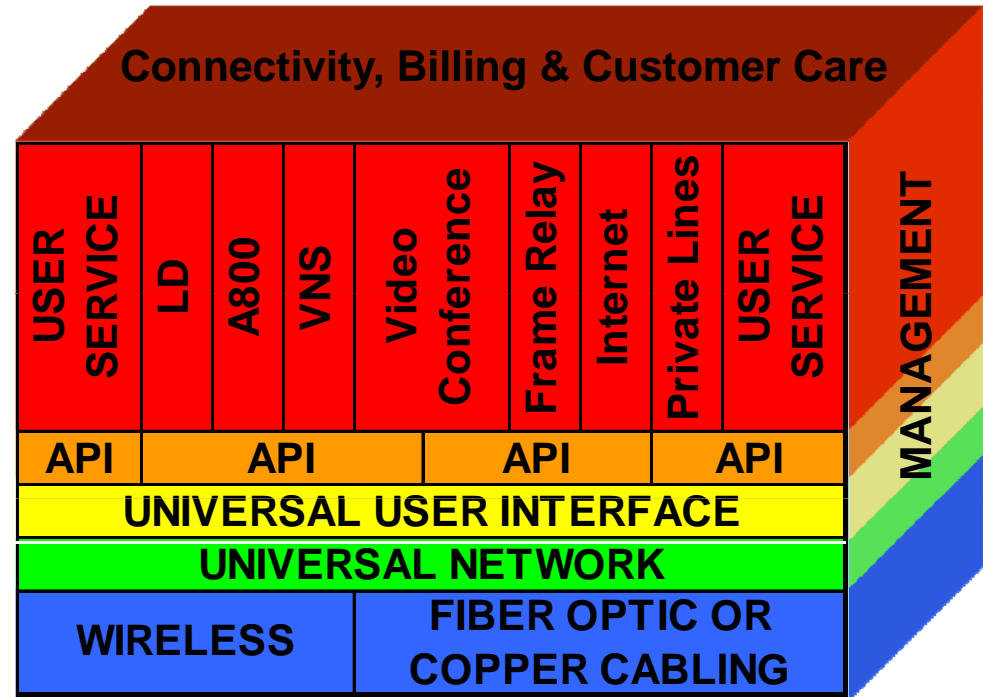 Connectivity, Billing & Customer Care
USER
SERVICE
LD
A800
VNS
Video
Conference
Frame Relay
Internet
Private Lines
USER
SERVICE
MANAGEMENT
API
API
API
API
UNIVERSAL USER INTERFACE
UNIVERSAL NETWORK
WIRELESS
FIBER OPTIC OR
COPPER CABLING